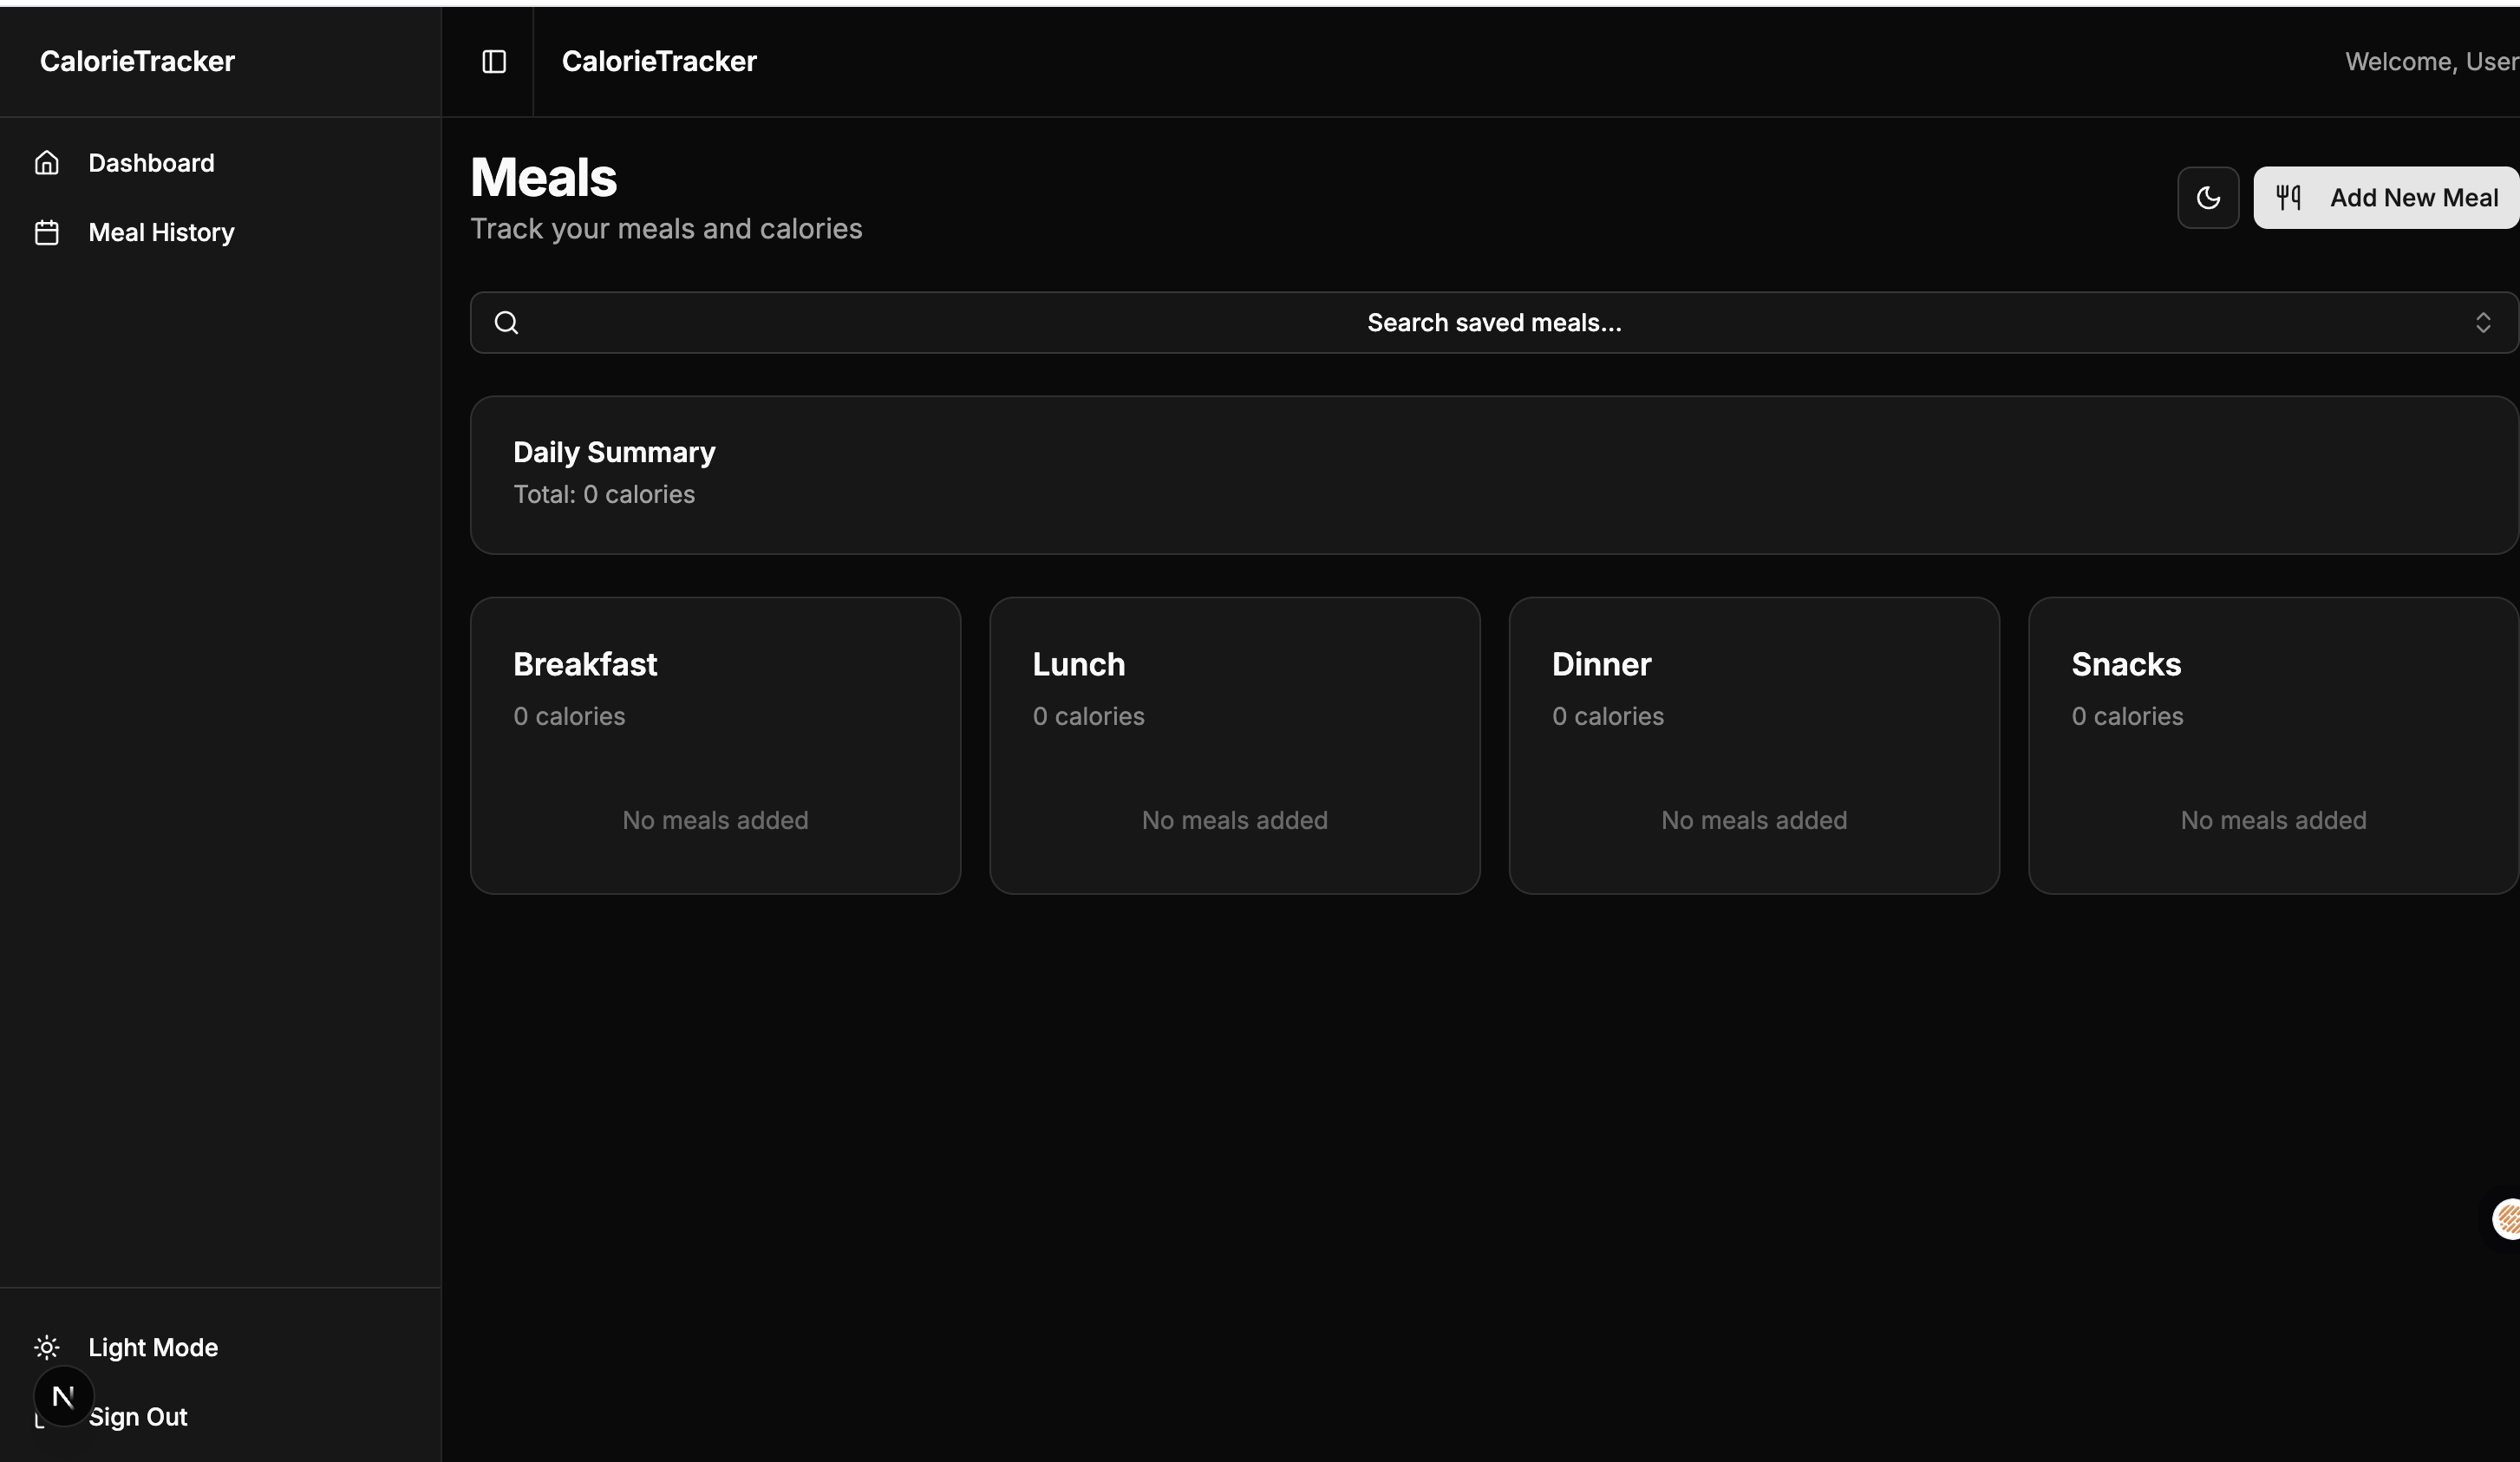 CalorieTracker
CalorieTracker
Welcome, User
Dashboard
Meal History
Meals
Track your meals and calories
Add New Meal
Search saved meals...
Daily Summary
Total: 0 calories
Breakfast
0 calories
No meals added
Lunch
0 calories
No meals added
Dinner
0 calories
No meals added
Snacks
0 calories
No meals added
Light Mode
N
Sign Out